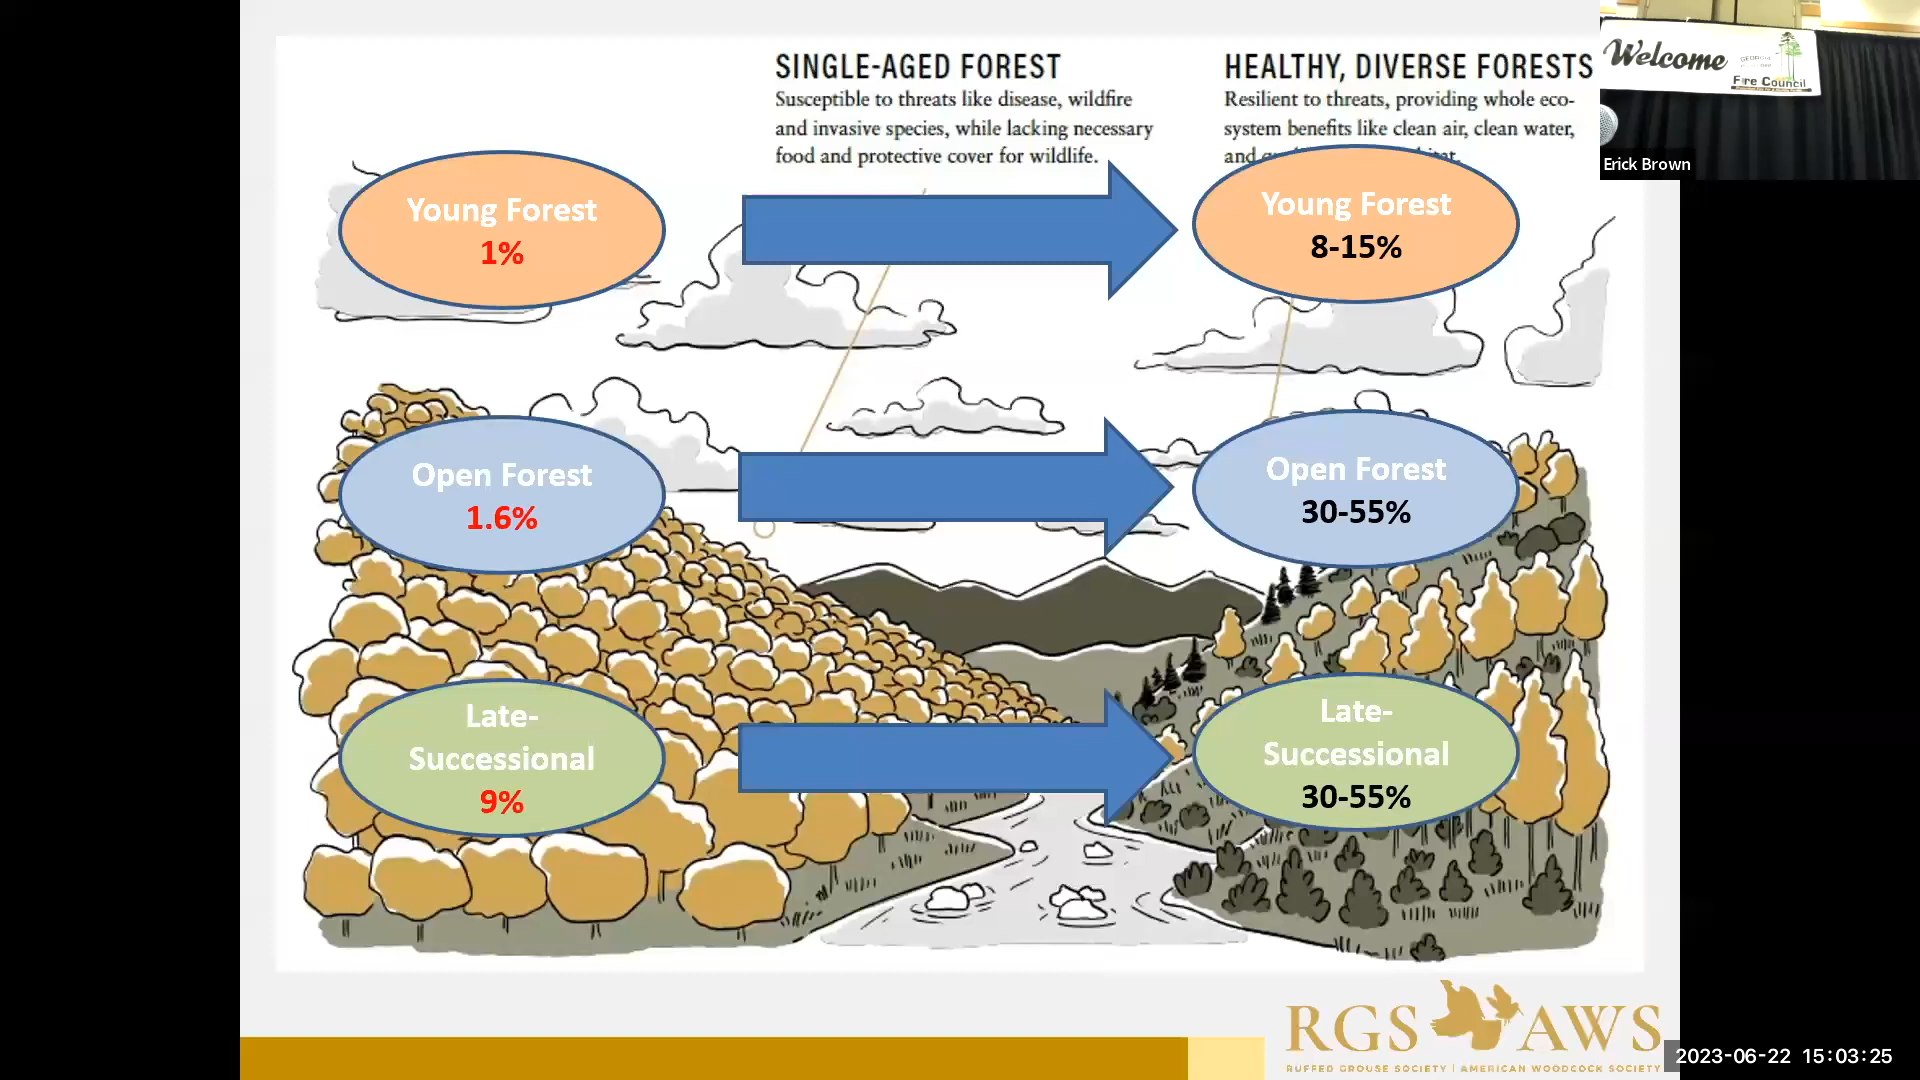 SINGLE-AGED FOREST
Susceptible to threats like disease, wildfire
and invasive species, while lacking necessary
food and protective cover for wildlife.
HEALTHY, DIVERSE FORESTS
Resilient to threats, providing whole eco-
system benefits like clean air, clean water,
and
Welcome
GEORGIA
Fire Council
Erick Brown
Young Forest
1%
Young Forest
8-15%
Open Forest
1.6%
Open Forest
30-55%
Late-
Successional
9%
Late-
Successional
30-55%
RGS AWS
RUFFED GROUSE SOCIETY | AMERICAN WOODCOCK SOCIETY
2023-06-22 15:03:25